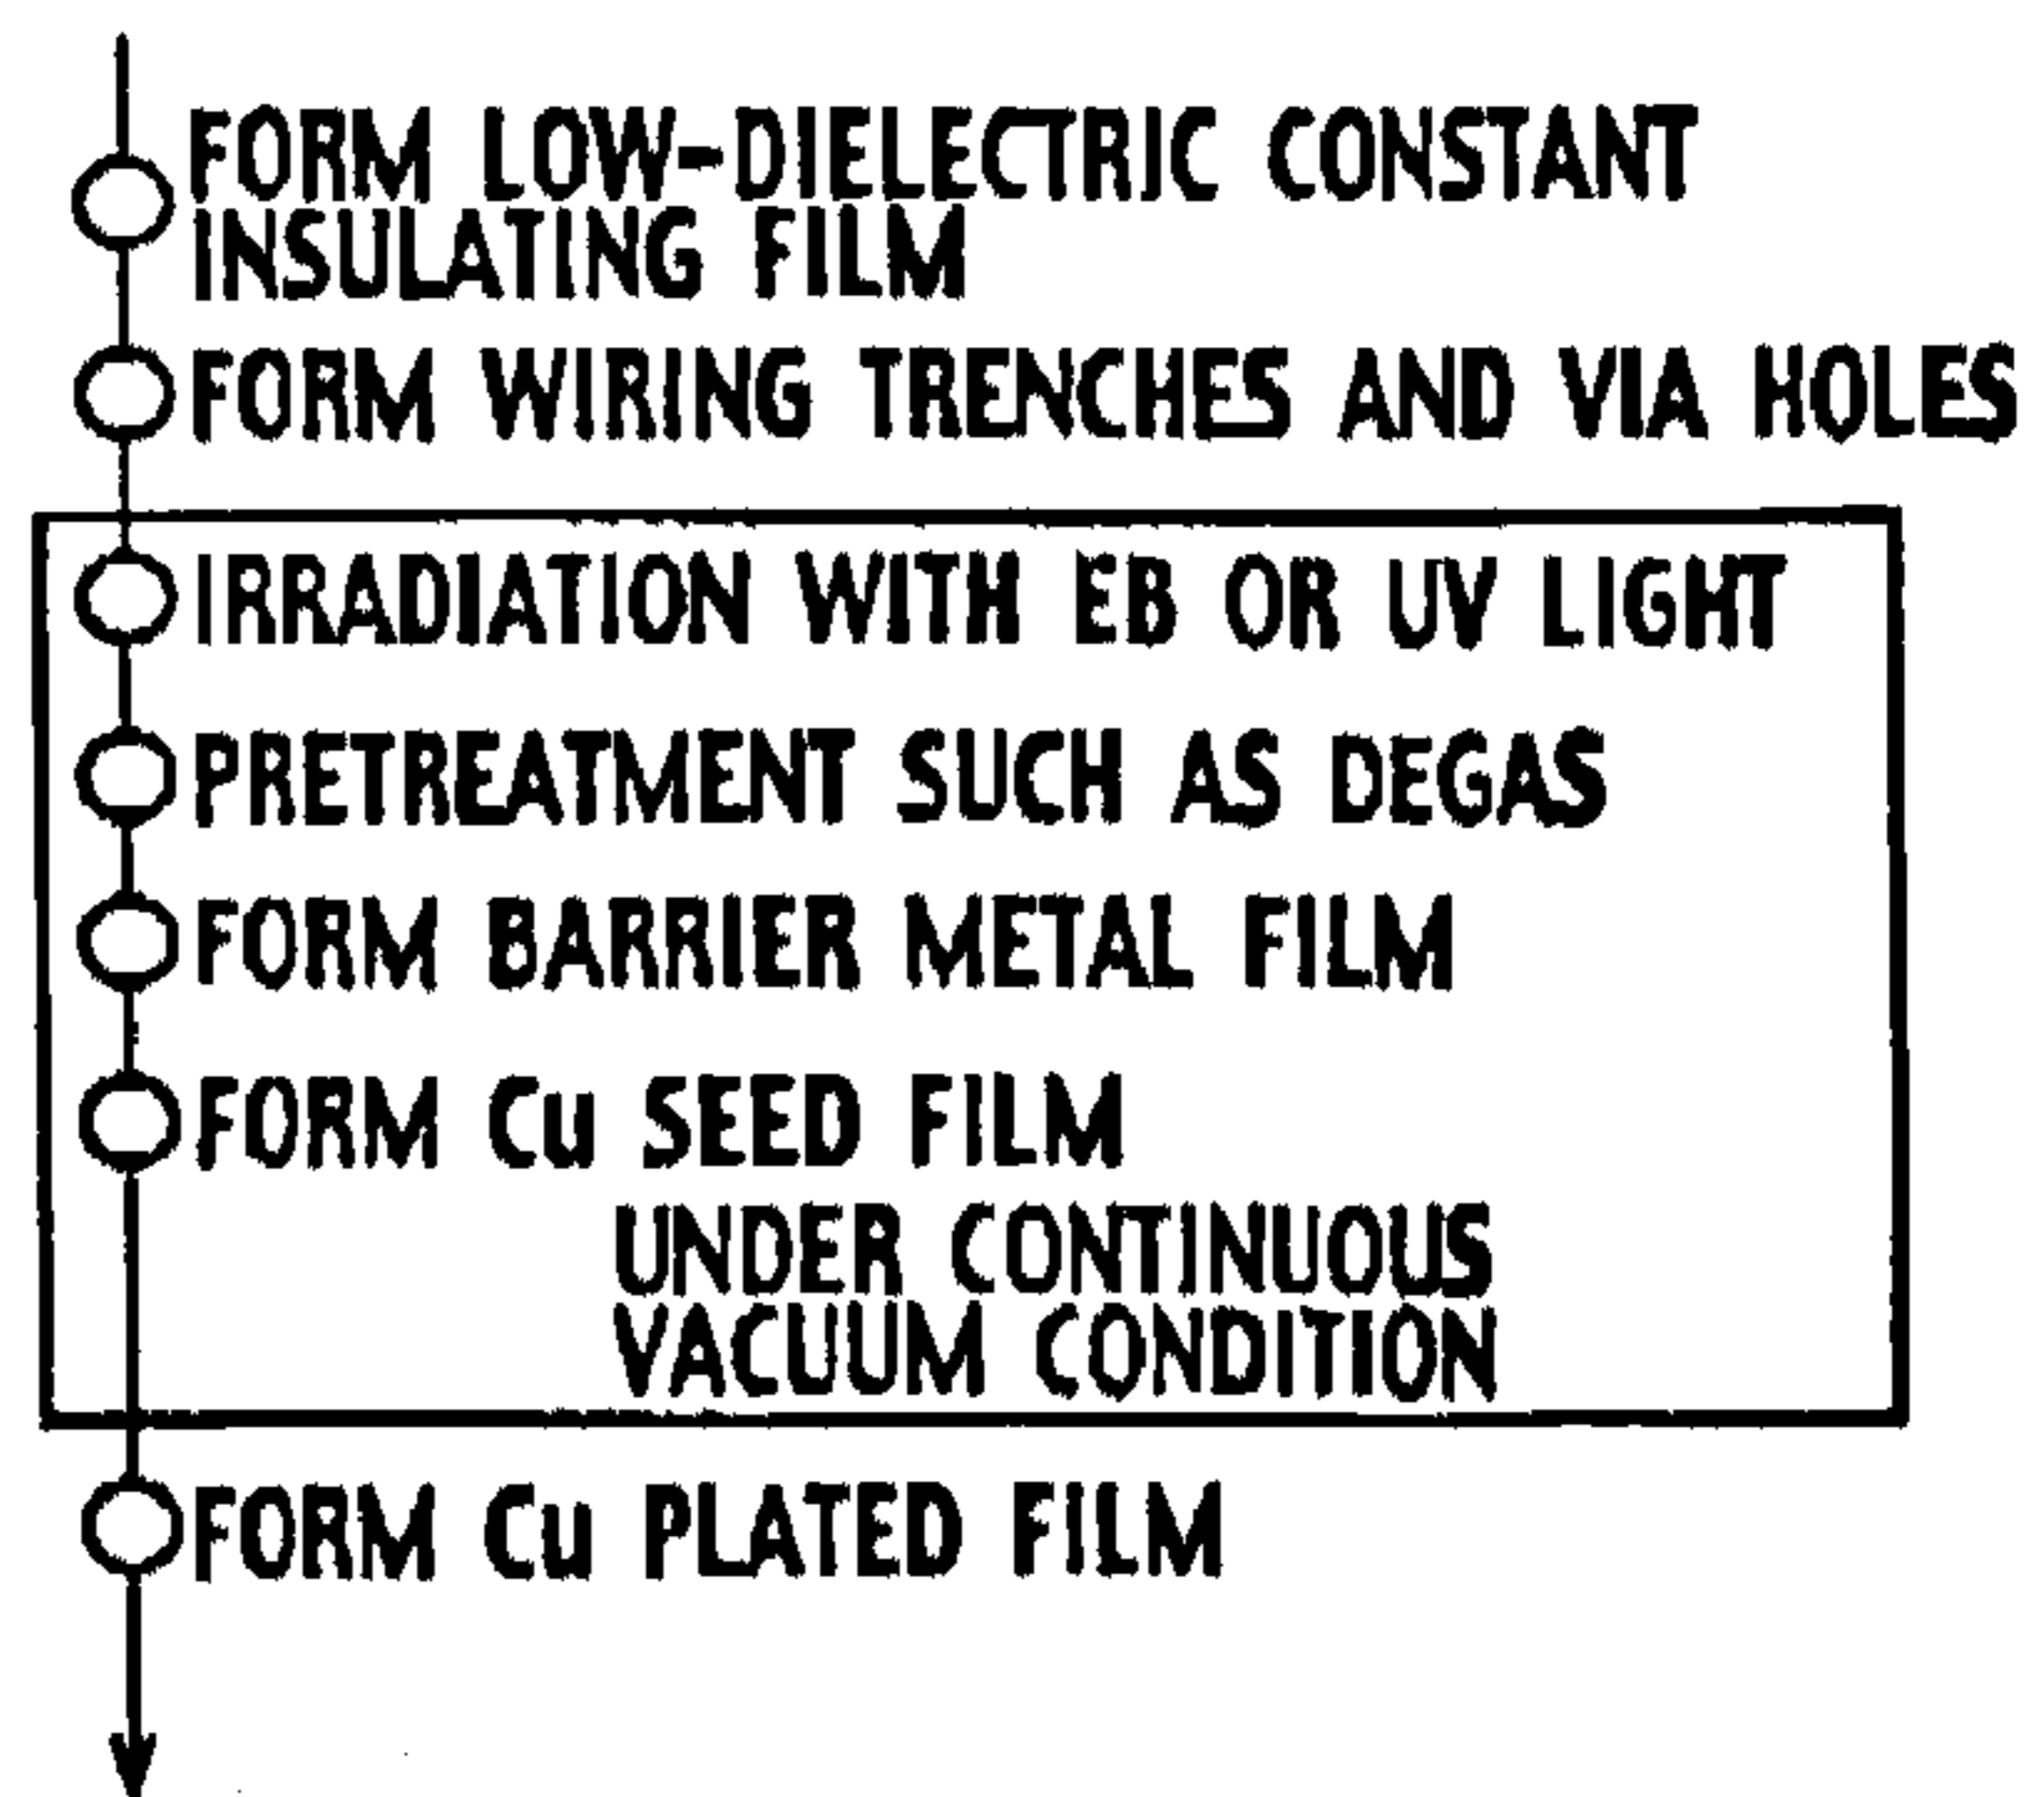 FORM LOW-DIELECTRIC CONSTANT
INSULATING FILM
FORM WIRING TRENCHES AND VIA HOLES
IRRADIATION WITH EB OR UV LIGHT
PRETREATMENT SUCH AS DEGAS
FORM BARRIER METAL FILM
FORM Cu SEED FILM
UNDER CONTINUOUS
VACUUM CONDITION
FORM Cu PLATED FILM